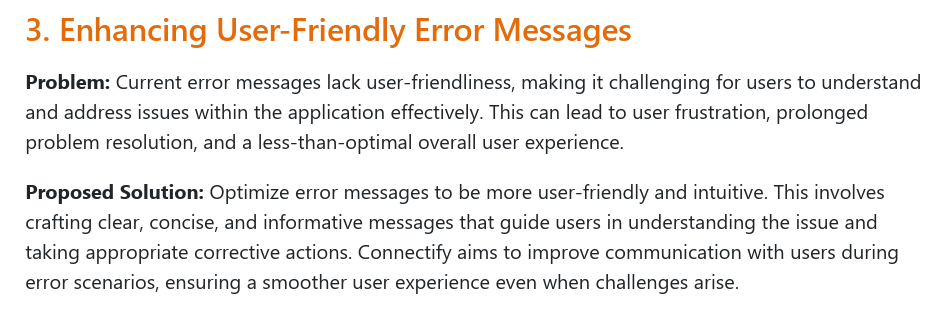 3. Enhancing User-Friendly Error Messages
Problem: Current error messages lack user-friendliness, making it challenging for users to understand
and address issues within the application effectively. This can lead to user frustration, prolonged
problem resolution, and a less-than-optimal overall user experience.
Proposed Solution: Optimize error messages to be more user-friendly and intuitive. This involves
crafting clear, concise, and informative messages that guide users in understanding the issue and
taking appropriate corrective actions. Connectify aims to improve communication with users during
error scenarios, ensuring a smoother user experience even when challenges arise.